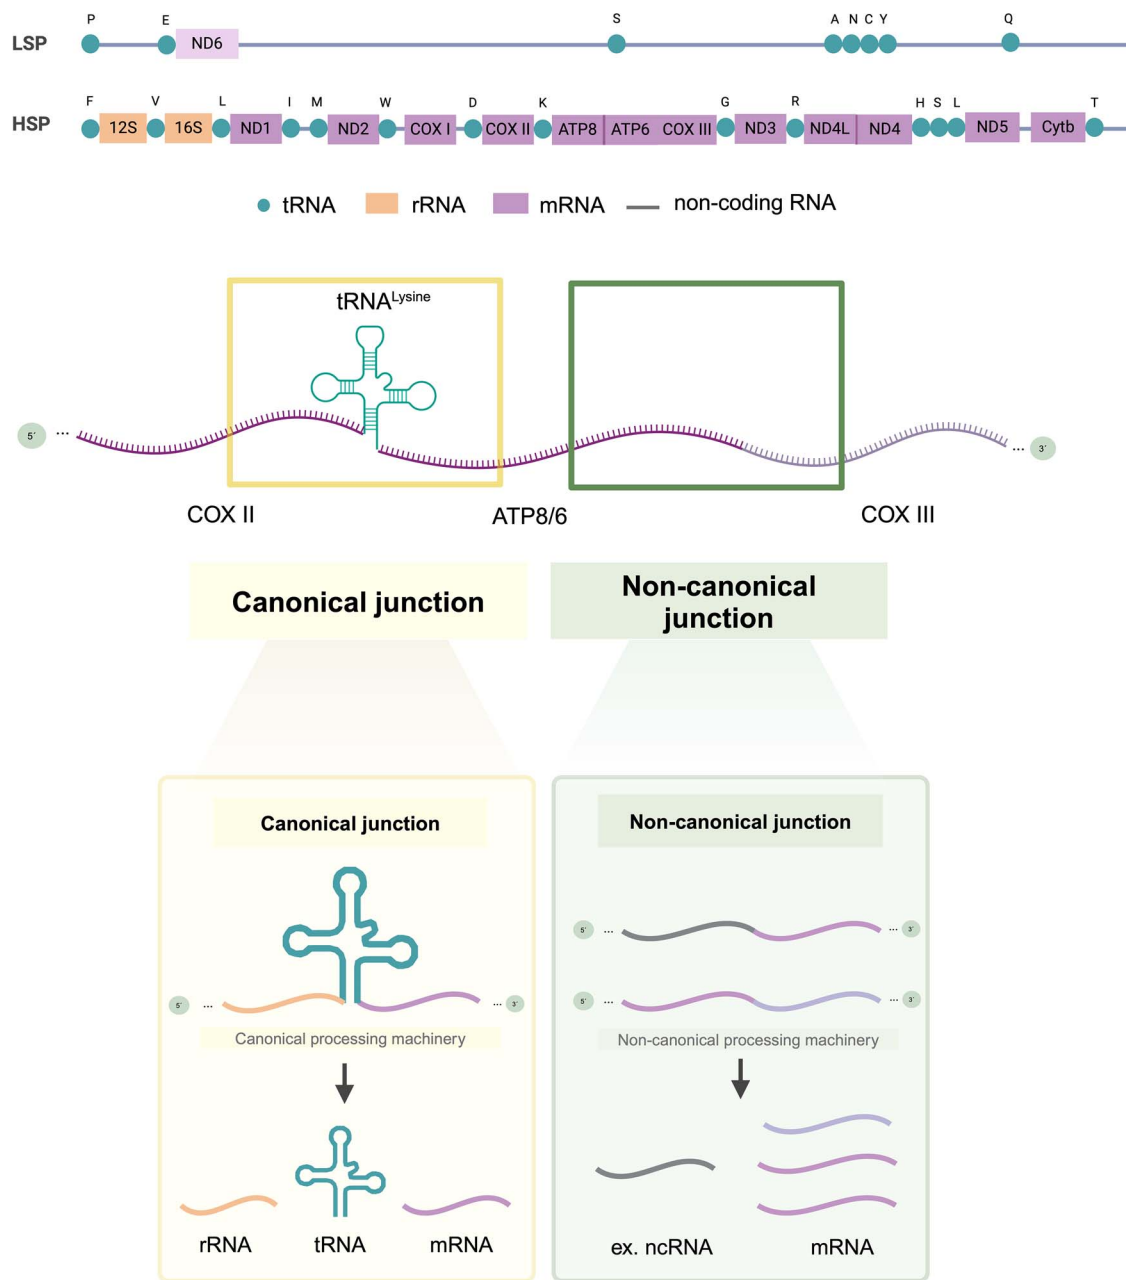 P E S A N C Y Q
LSP ND6
F V L I M W D K G R H S L T
HSP 12S 16S ND1 ND2 COX I COX II ATP8 ATP6 COX III ND3 ND4L ND4 ND5 Cytb
tRNA rRNA mRNA non-coding RNA
tRNALysine
5´ ... ... 3´
COX II ATP8/6 COX III
Canonical junction
Non-canonical
junction
Canonical junction
Non-canonical junction
5´ ... ... 3´
5´ ... ... 3´
5´ ... ... 3´
Canonical processing machinery
Non-canonical processing machinery
rRNA tRNA mRNA
ex. ncRNA mRNA